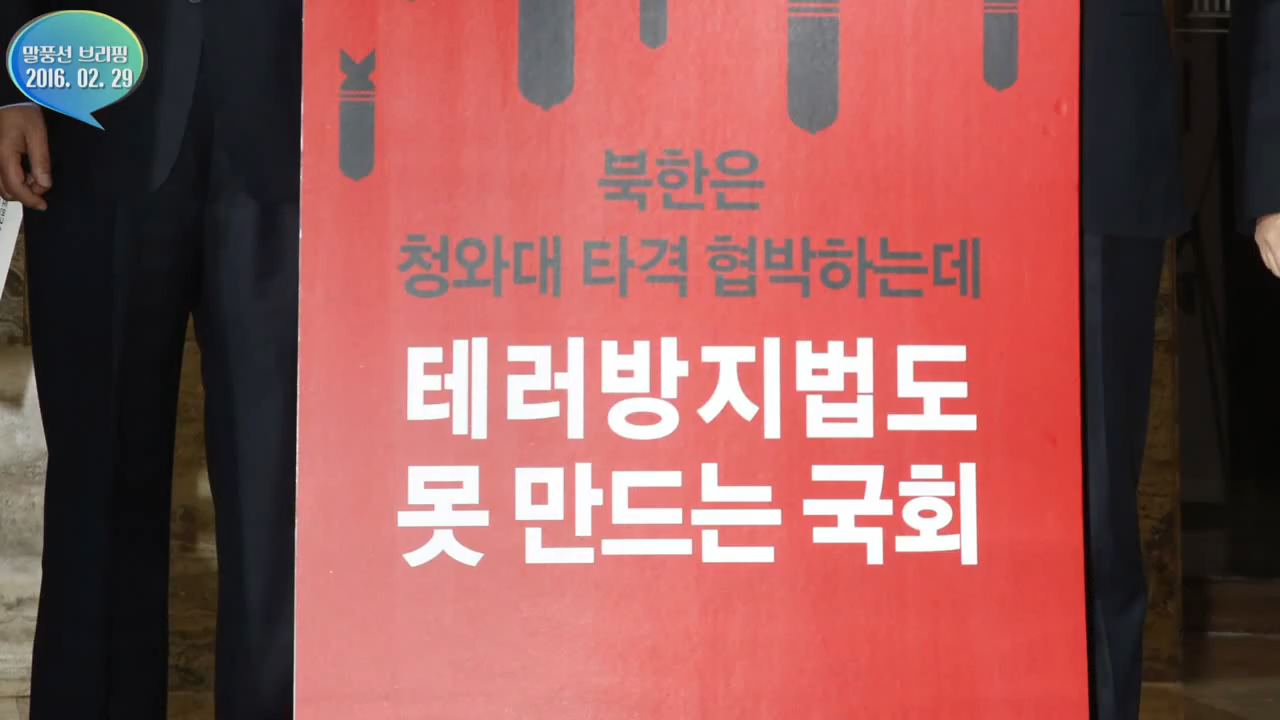 말풍선 브리핑
2016. 02. 29
북한은
청와대 타격 협박하는데
테러방지법도
못 만드는 국회